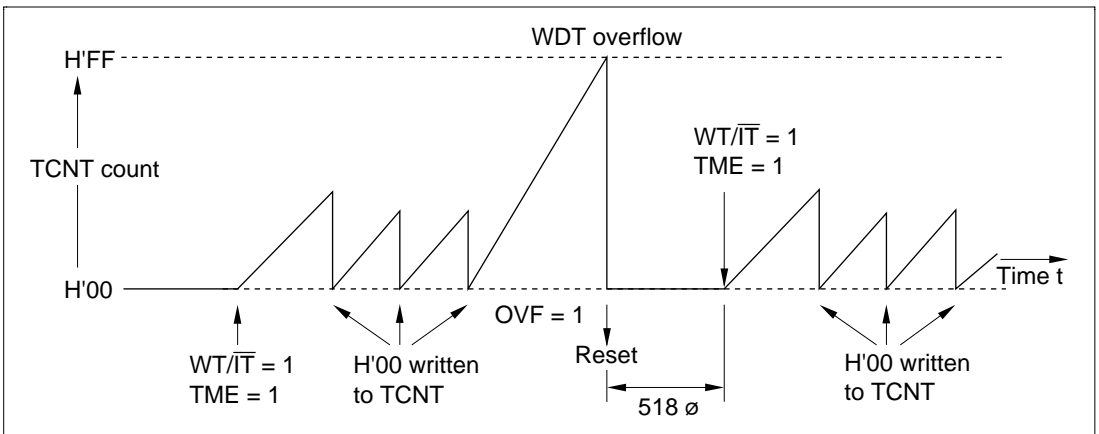 WDT overflow
H'FF
WT/IT = 1
TME = 1
TCNT count
H'00
Time t
OVF = 1
WT/IT = 1
TME = 1
H'00 written
to TCNT
Reset
H'00 written
to TCNT
518 ø